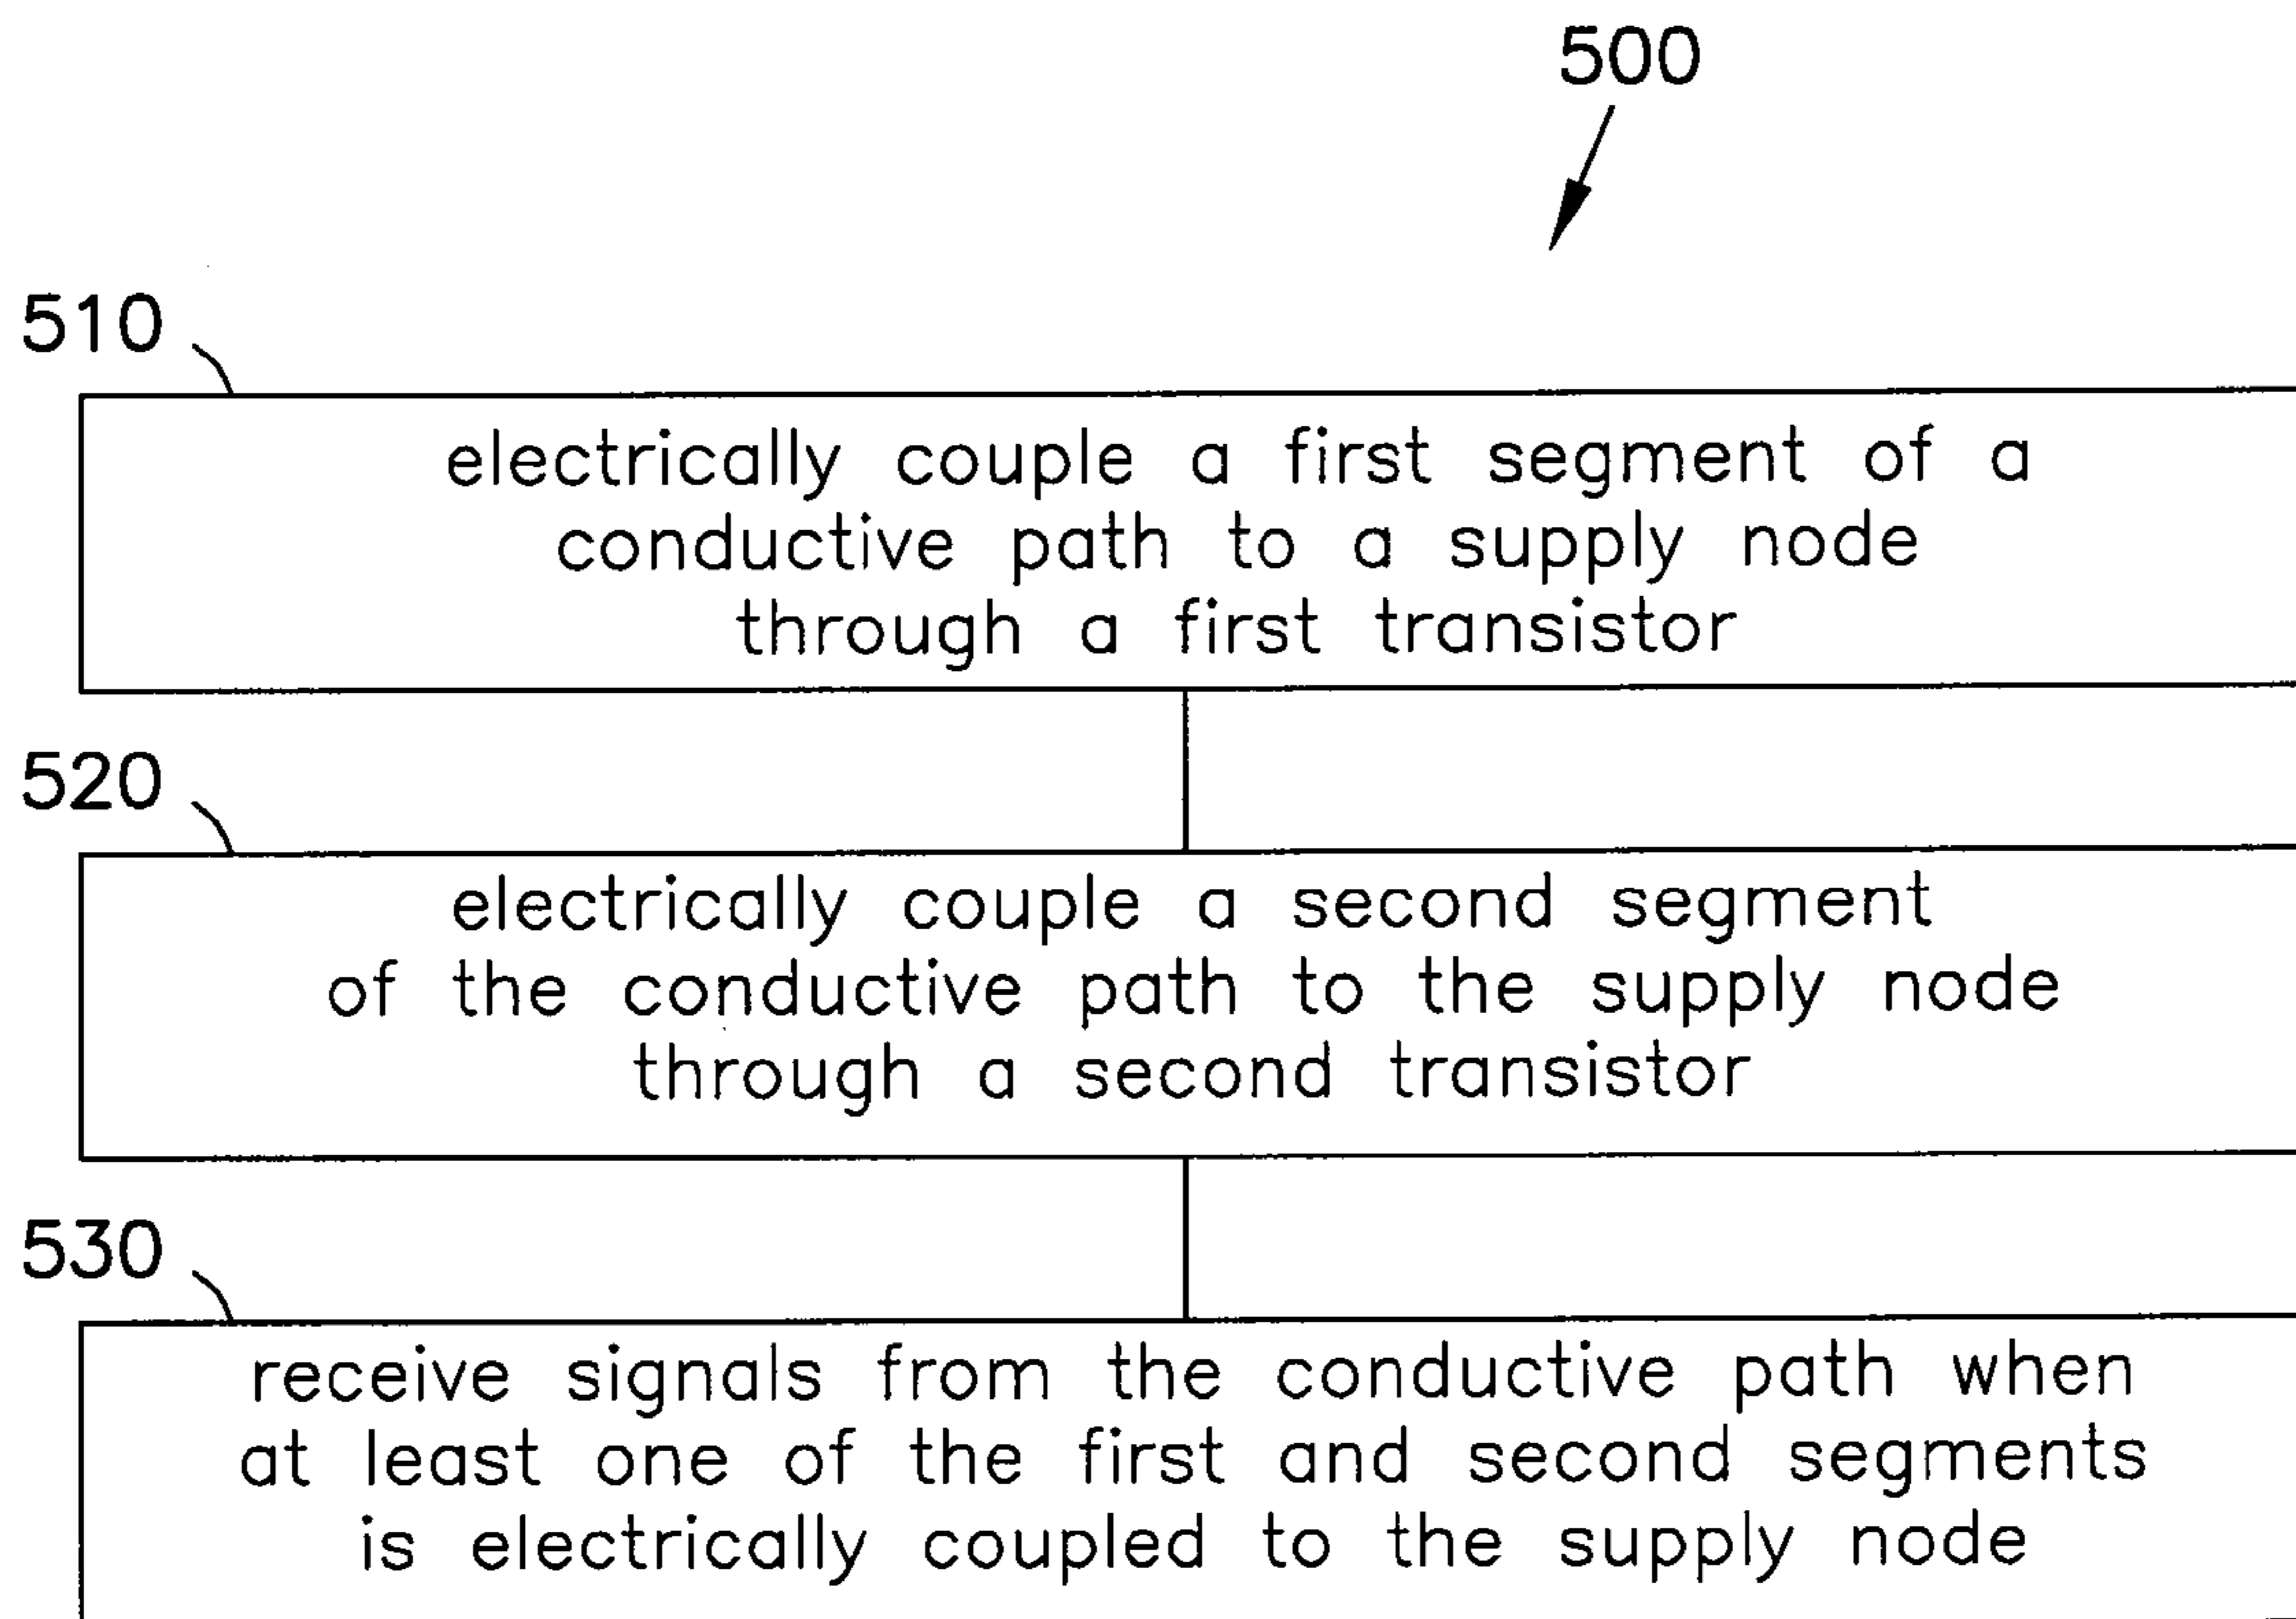 500
510
electrically couple a first segment of a
conductive path to a supply node
through a first transistor
520
electrically couple a second segment
of the conductive path to the supply node
through a second transistor
530
receive signals from the conductive path when
at least one of the first and second segments
is electrically coupled to the supply node